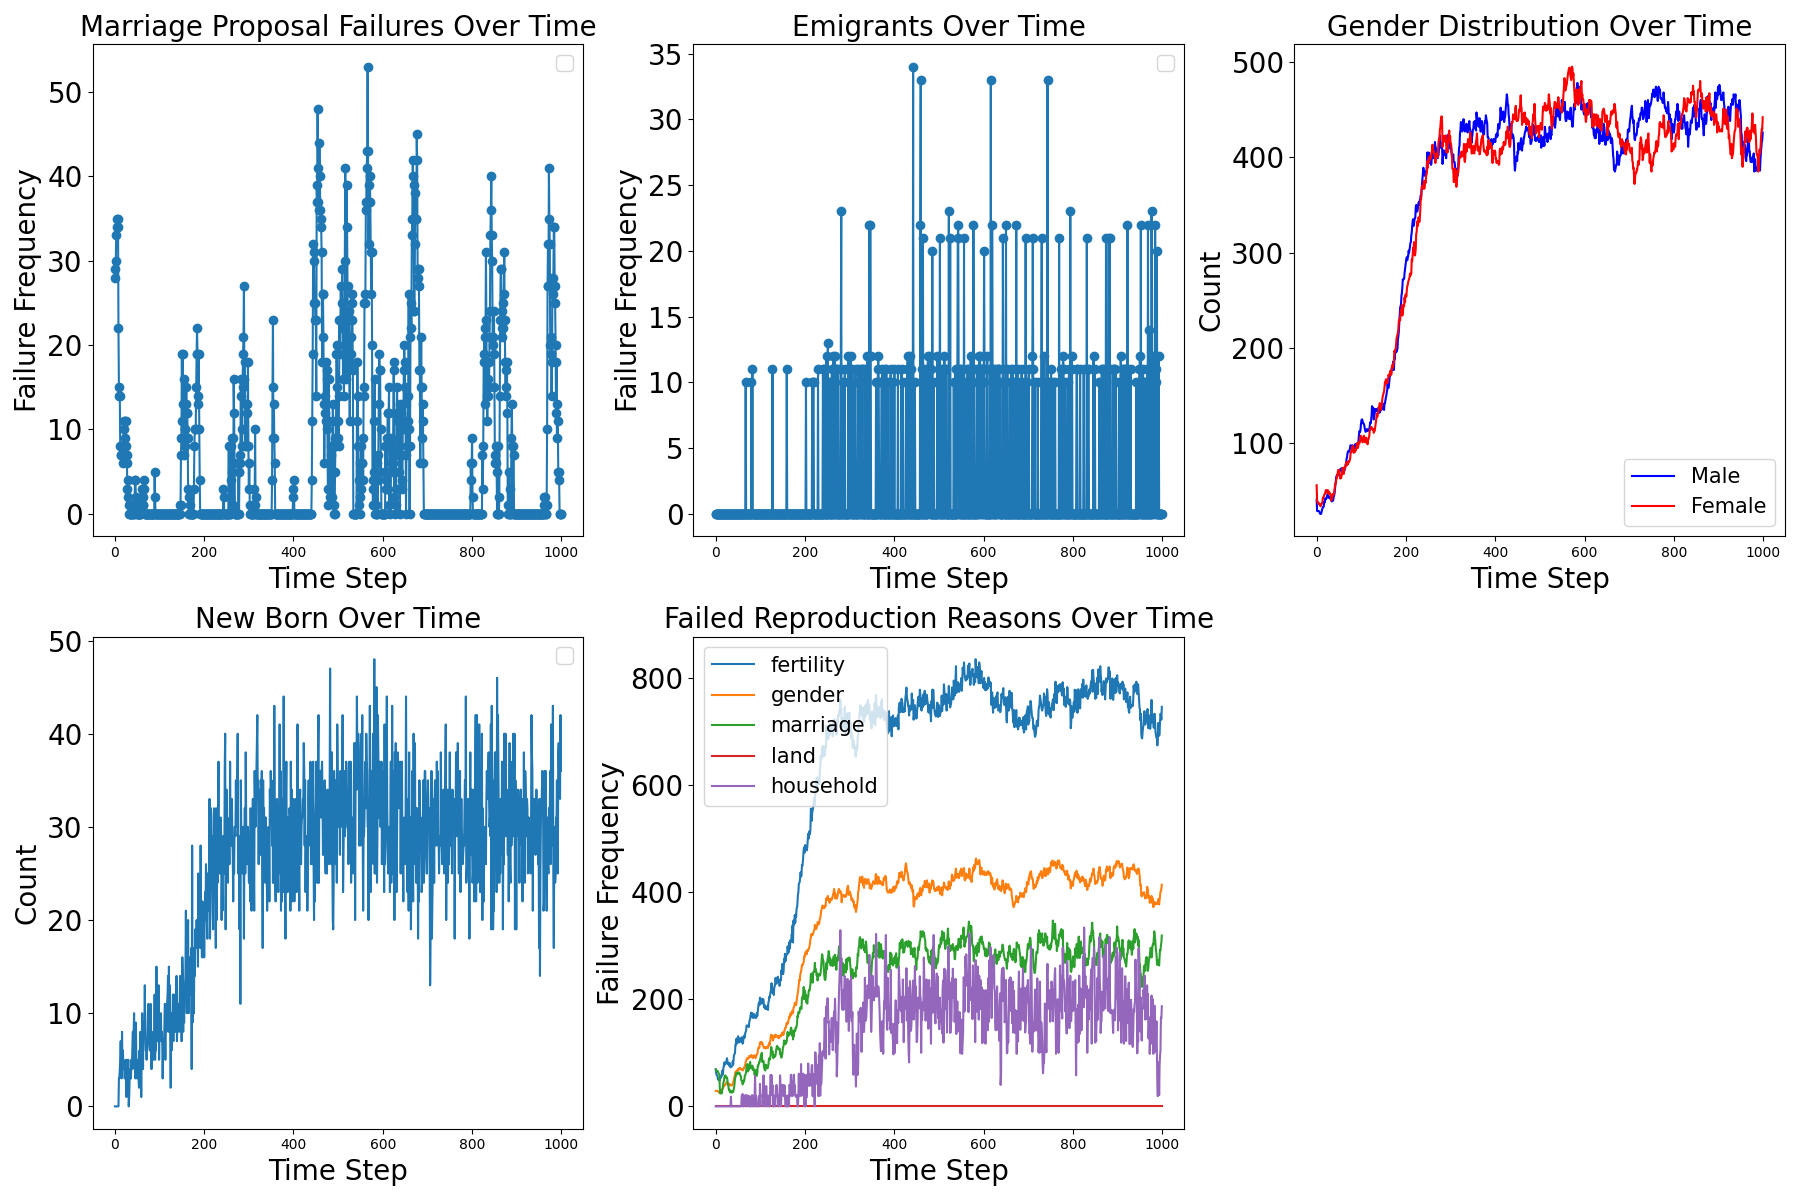 Marriage Proposal Failures Over Time
Failure Frequency
50
40
30
20
10
0
0 200 400 600 800 1000
Time Step
Emigrants Over Time
Failure Frequency
35
30
25
20
15
10
5
0
0 200 400 600 800 1000
Time Step
Gender Distribution Over Time
Count
500
400
300
200
100
Male
Female
0 200 400 600 800 1000
Time Step
New Born Over Time
Count
50
40
30
20
10
0
0 200 400 600 800 1000
Time Step
Failed Reproduction Reasons Over Time
Failure Frequency
800
600
400
200
0
fertility
gender
marriage
land
household
0 200 400 600 800 1000
Time Step